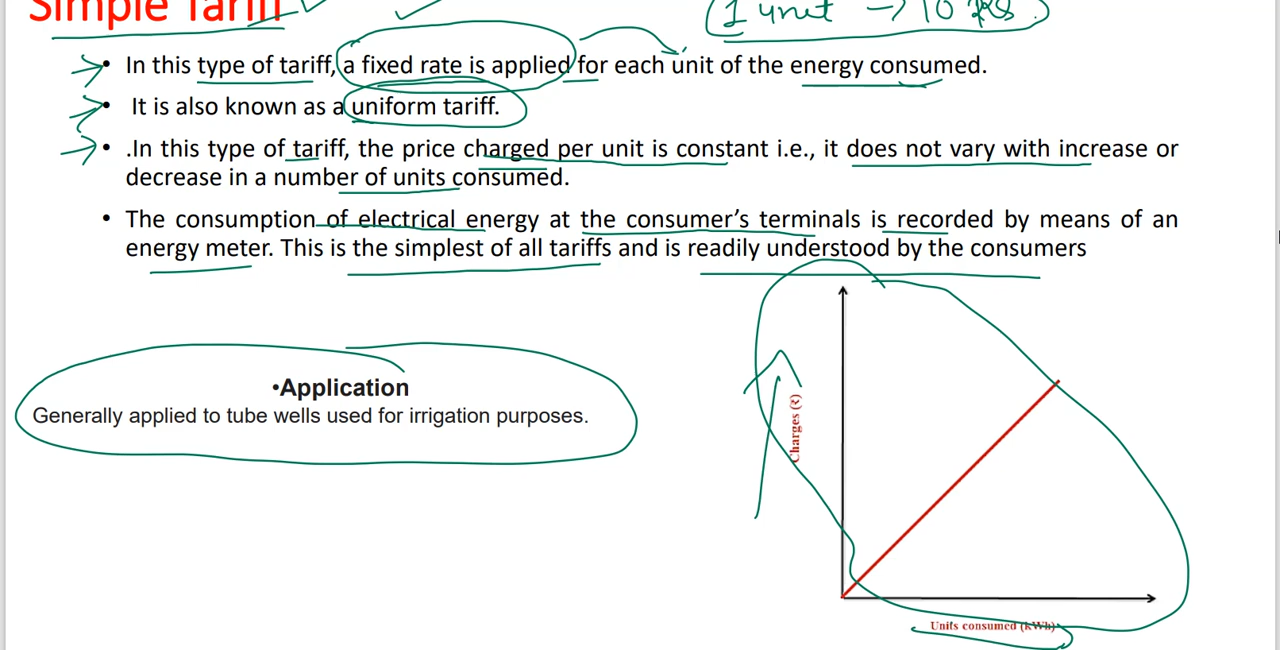 Simple Tariff
(1 unit → 10 Rs.)
• In this type of tariff, a fixed rate is applied for each unit of the energy consumed.
• It is also known as a uniform tariff.
• .In this type of tariff, the price charged per unit is constant i.e., it does not vary with increase or
decrease in a number of units consumed.
• The consumption of electrical energy at the consumer's terminals is recorded by means of an
energy meter. This is the simplest of all tariffs and is readily understood by the consumers
•Application
Generally applied to tube wells used for irrigation purposes.
Charges (₹)
Units consumed (kWh)